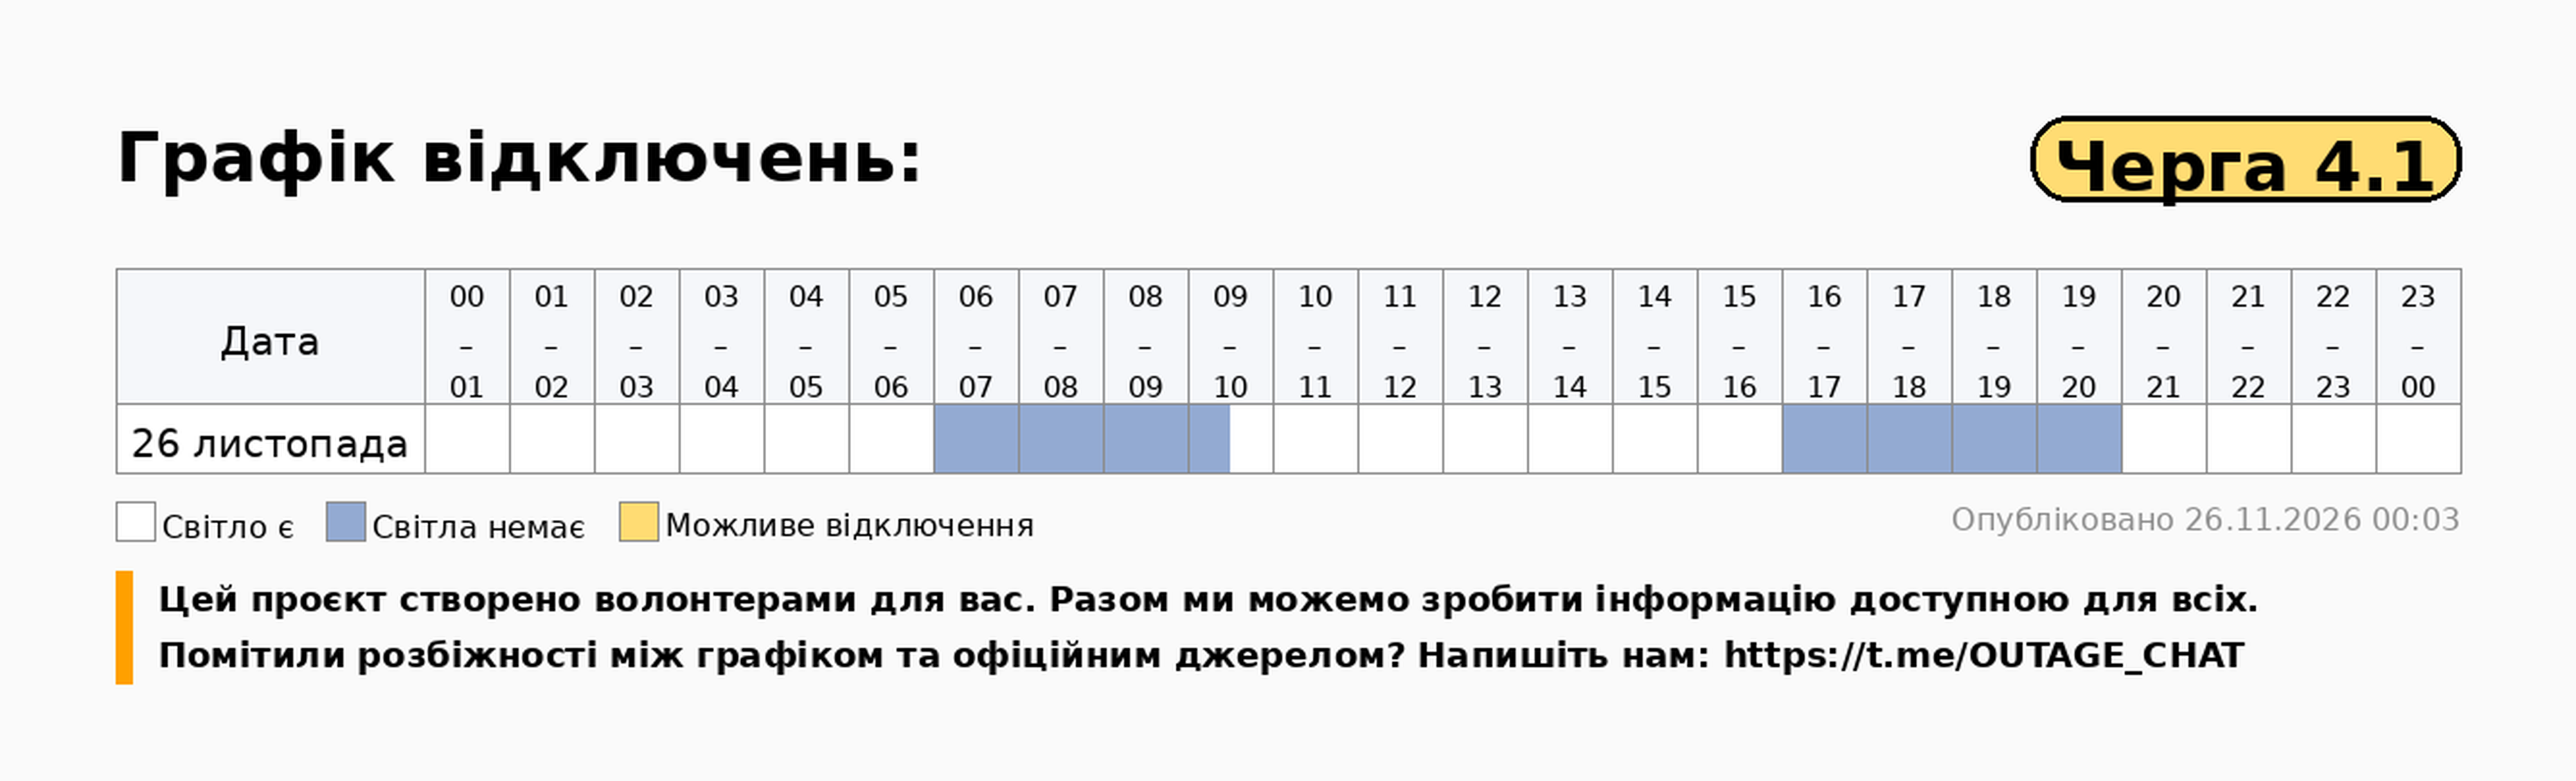 Графік відключень:
Черга 4.1
Дата
00 – 01
01 – 02
02 – 03
03 – 04
04 – 05
05 – 06
06 – 07
07 – 08
08 – 09
09 – 10
10 – 11
11 – 12
12 – 13
13 – 14
14 – 15
15 – 16
16 – 17
17 – 18
18 – 19
19 – 20
20 – 21
21 – 22
22 – 23
23 – 00
26 листопада
Світло є
Світла немає
Можливе відключення
Опубліковано 26.11.2026 00:03
Цей проєкт створено волонтерами для вас. Разом ми можемо зробити інформацію доступною для всіх.
Помітили розбіжності між графіком та офіційним джерелом? Напишіть нам: https://t.me/OUTAGE_CHAT